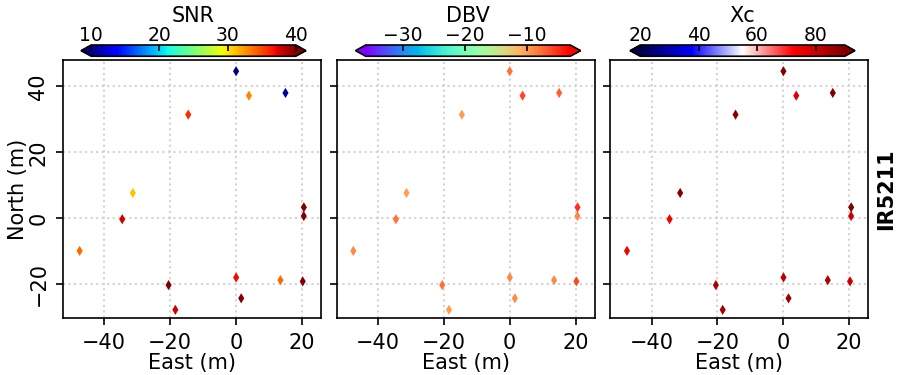 SNR DBV Xc
10 20 30 40 −30 −20 −10 20 40 60 80
40
20
0
−20
North (m)
IR5211
−40 −20 0 20 −40 −20 0 20 −40 −20 0 20
East (m) East (m) East (m)